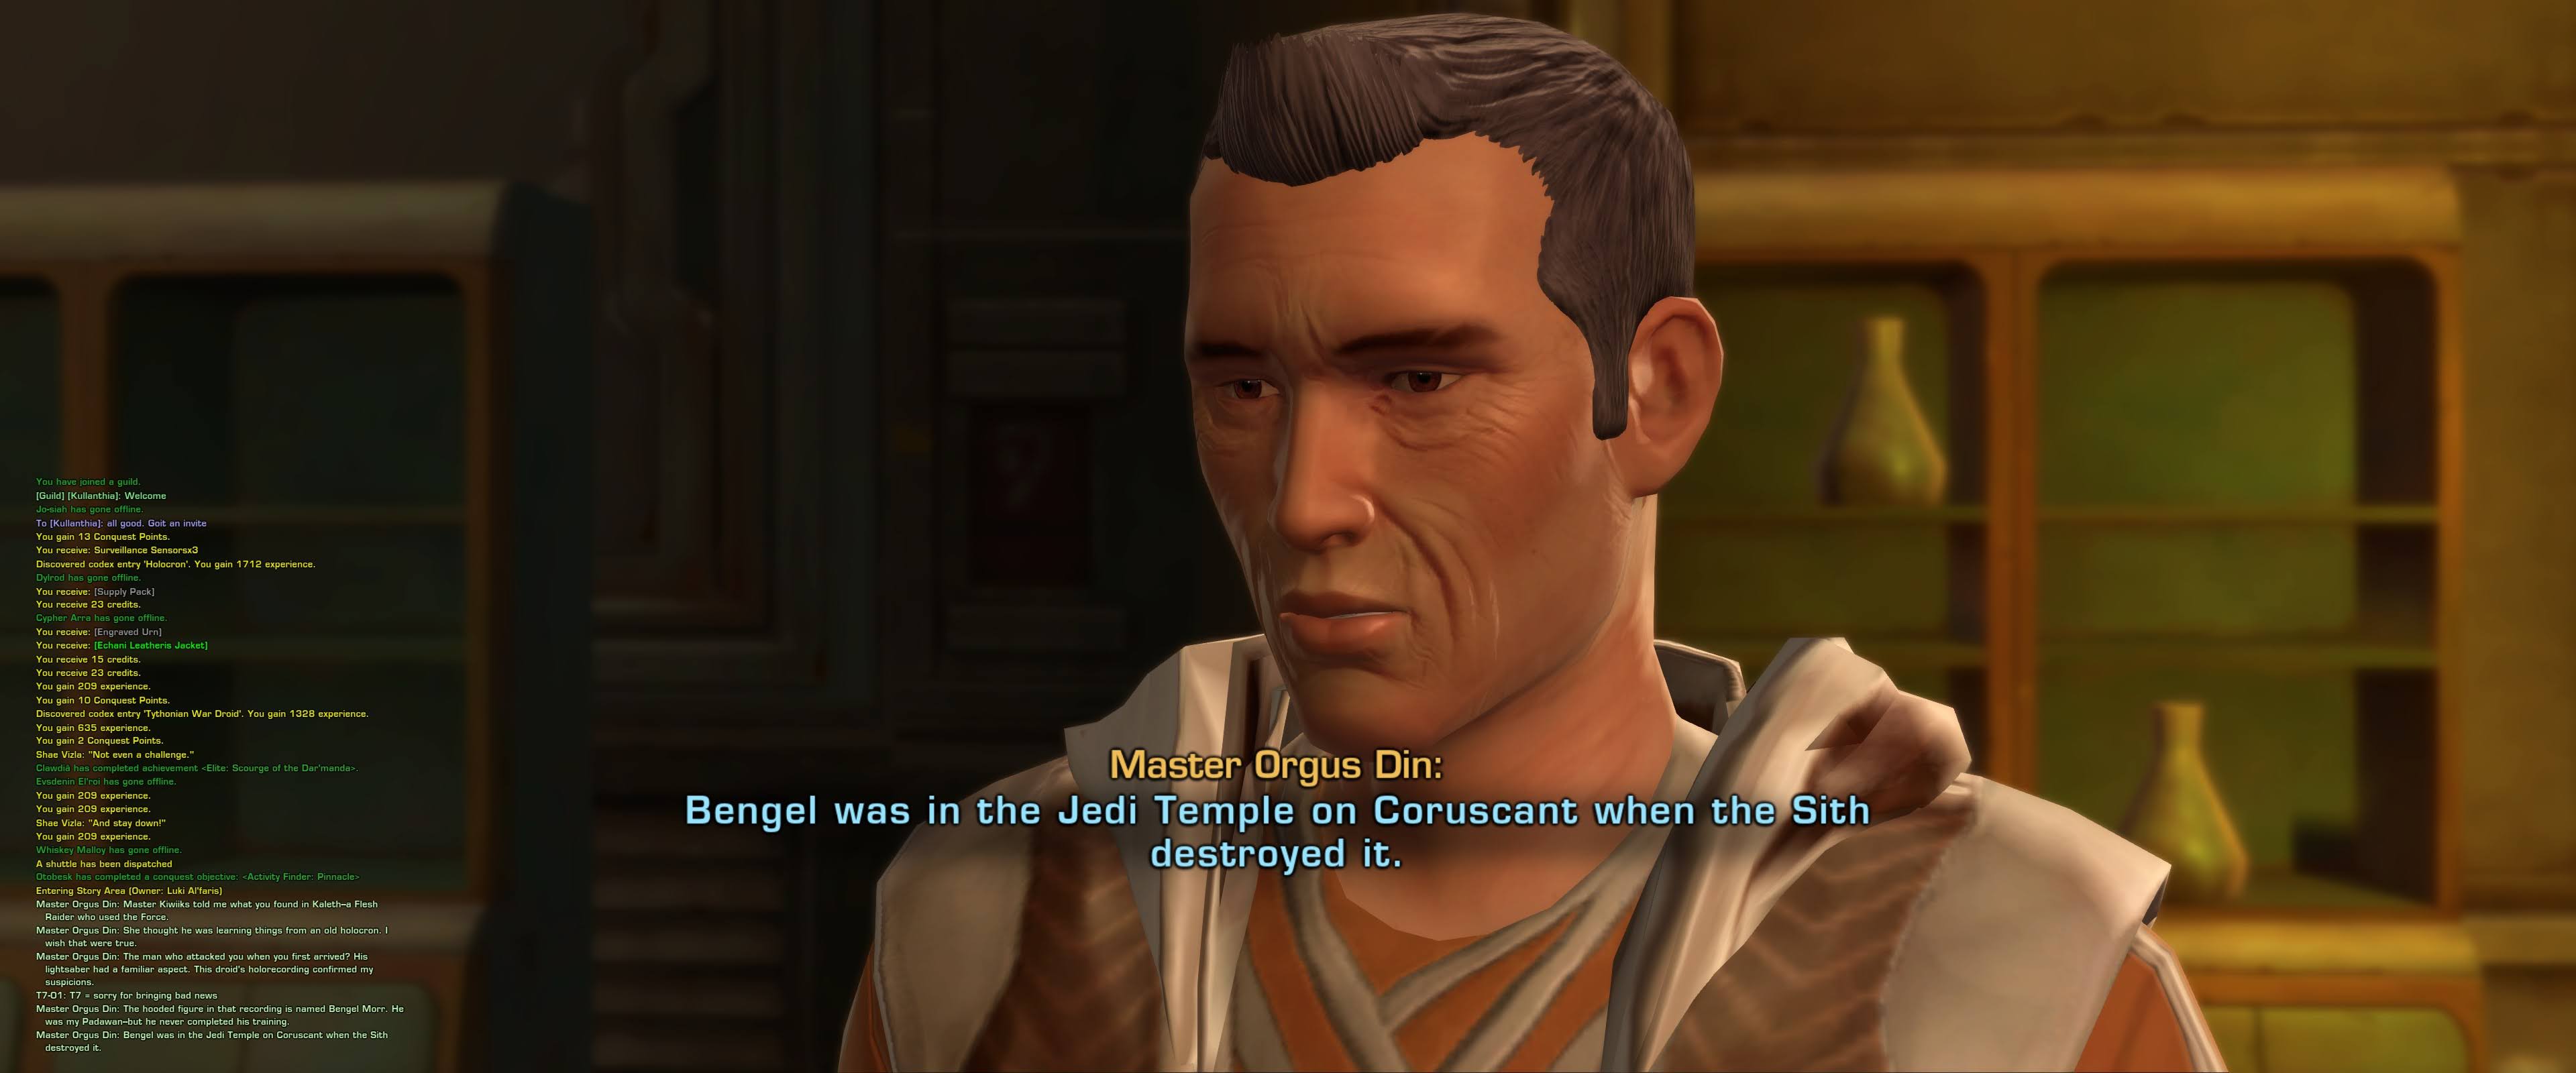 You have joined a guild.
[Guild] [Kullanthia]: Welcome
Jo-siah has gone offline.
To [Kullanthia]: all good. Goit an invite
You gain 13 Conquest Points.
You receive: Surveillance Sensorsx3
Discovered codex entry 'Holocron'. You gain 1712 experience.
Dylrod has gone offline.
You receive: [Supply Pack]
You receive 23 credits.
Cypher Arra has gone offline.
You receive: [Engraved Urn]
You receive: [Echani Leatheris Jacket]
You receive 15 credits.
You receive 23 credits.
You gain 209 experience.
You gain 10 Conquest Points.
Discovered codex entry 'Tythonian War Droid'. You gain 1328 experience.
You gain 635 experience.
You gain 2 Conquest Points.
Shae Vizla: "Not even a challenge."
Clawdiä has completed achievement <Elite: Scourge of the Dar'manda>.
Evsdenin El'roi has gone offline.
You gain 209 experience.
You gain 209 experience.
Shae Vizla: "And stay down!"
You gain 209 experience.
Whiskey Malloy has gone offline.
A shuttle has been dispatched
Otobesk has completed a conquest objective: <Activity Finder: Pinnacle>
Entering Story Area (Owner: Luki Al'faris)
Master Orgus Din: Master Kiwiiks told me what you found in Kaleth—a Flesh
Raider who used the Force.
Master Orgus Din: She thought he was learning things from an old holocron. I
wish that were true.
Master Orgus Din: The man who attacked you when you first arrived? His
lightsaber had a familiar aspect. This droid's holorecording confirmed my
suspicions.
T7-01: T7 = sorry for bringing bad news
Master Orgus Din: The hooded figure in that recording is named Bengel Morr. He
was my Padawan—but he never completed his training.
Master Orgus Din: Bengel was in the Jedi Temple on Coruscant when the Sith
destroyed it.
Master Orgus Din:
Bengel was in the Jedi Temple on Coruscant when the Sith
destroyed it.